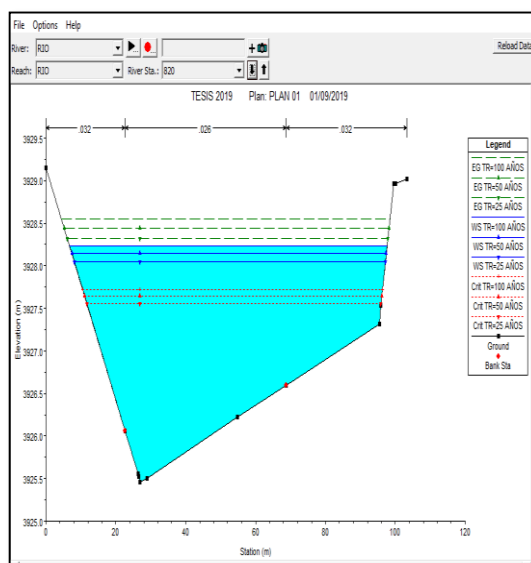 File Options Help
River: RIO
Reload Data
Reach: RIO River Sta.: 820
TESIS 2019 Plan: PLAN 01 01/09/2019
.032 .026 .032
3929.5
3929.0
3928.5
3928.0
3927.5
3927.0
3926.5
3926.0
3925.5
3925.0
Elevation (m)
0 20 40 60 80 100 120
Station (m)
Legend
EG TR=100 AÑOS
EG TR=50 AÑOS
EG TR=25 AÑOS
WS TR=100 AÑOS
WS TR=50 AÑOS
WS TR=25 AÑOS
Crit TR=100 AÑOS
Crit TR=50 AÑOS
Crit TR=25 AÑOS
Ground
Bank Sta